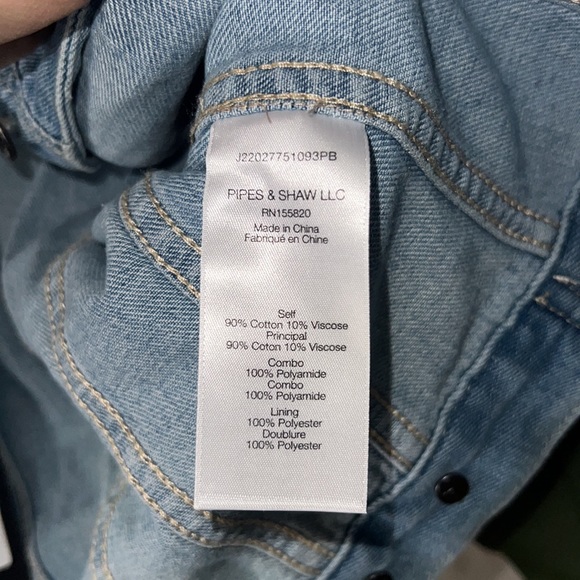 J22027751093PB
PIPES & SHAW LLC
RN155820
Made in China
Fabriqué en Chine
Self
90% Cotton 10% Viscose
Principal
90% Coton 10% Viscose
Combo
100% Polyamide
Combo
100% Polyamide
Lining
100% Polyester
Doublure
100% Polyester